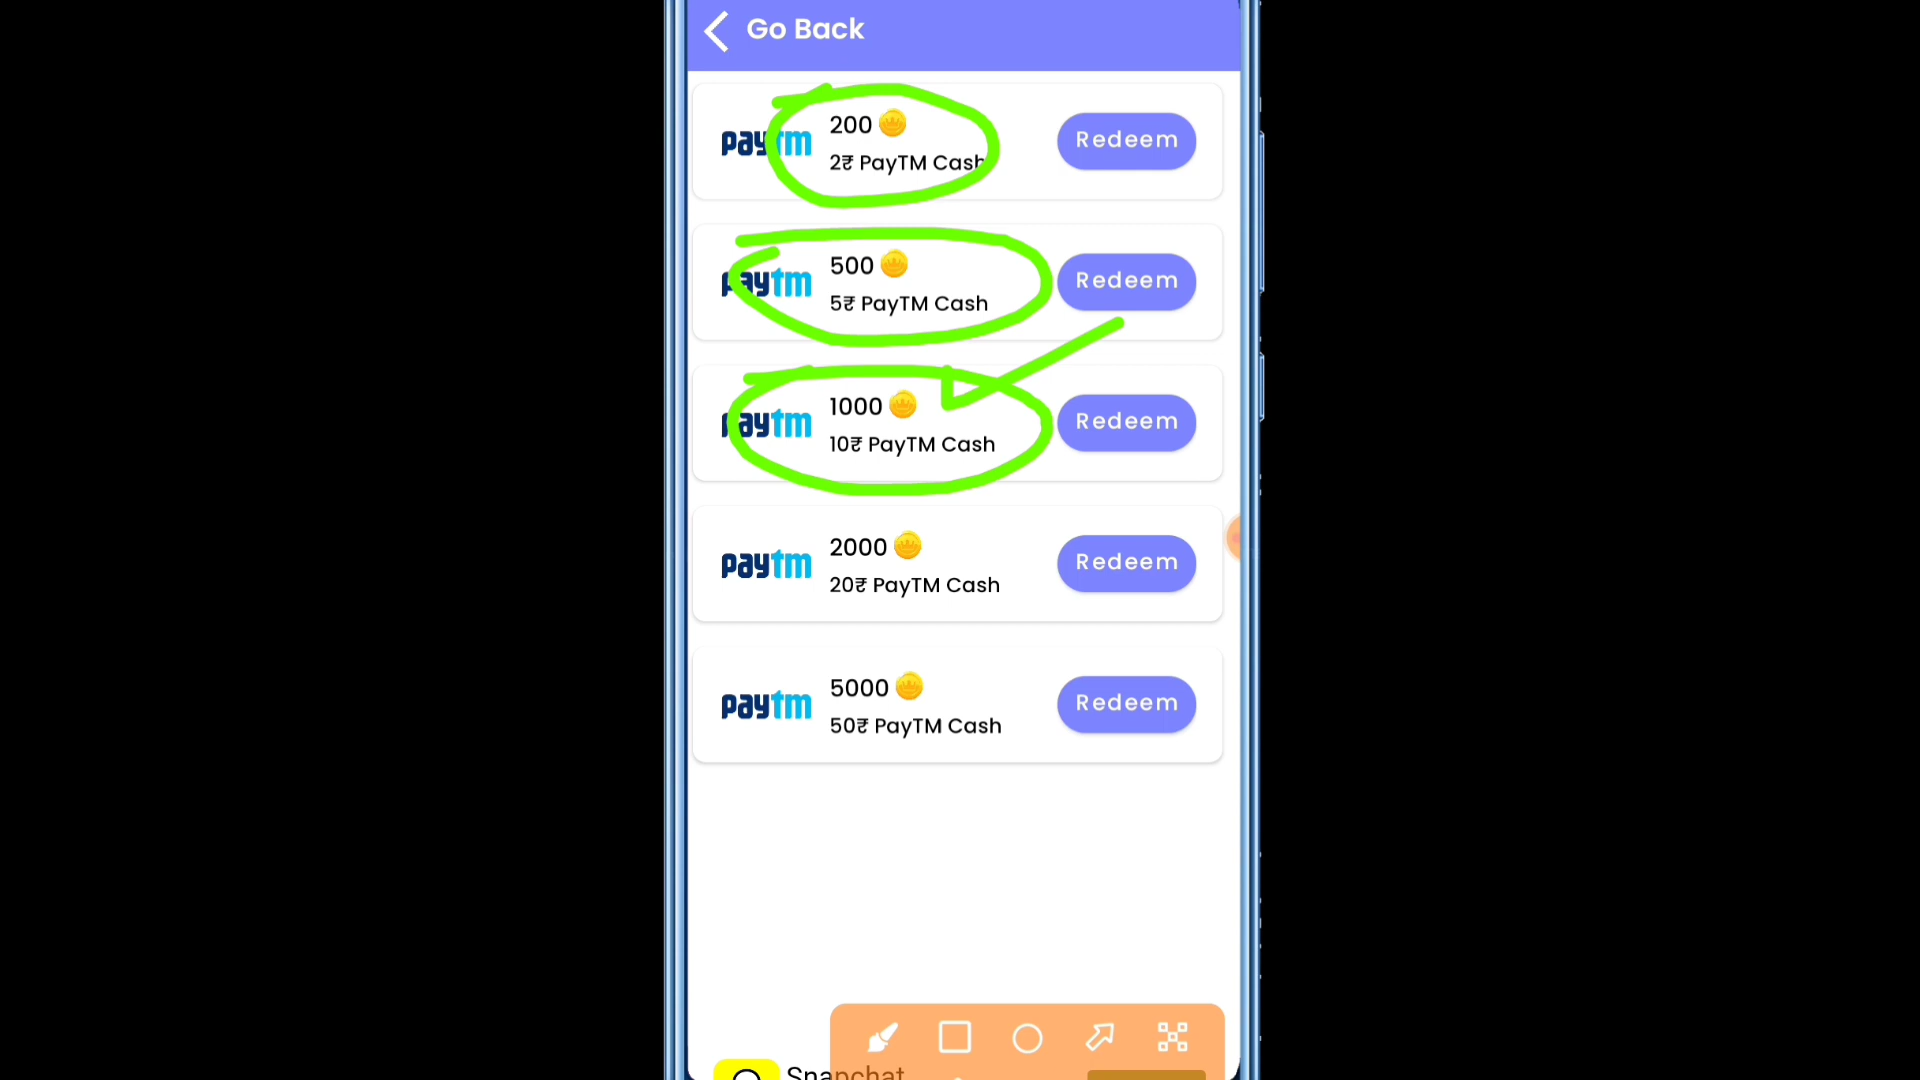 Go Back
paytm
200
2₹ PayTM Cash
Redeem
paytm
500
5₹ PayTM Cash
Redeem
paytm
1000
10₹ PayTM Cash
Redeem
paytm
2000
20₹ PayTM Cash
Redeem
paytm
5000
50₹ PayTM Cash
Redeem
Snapchat